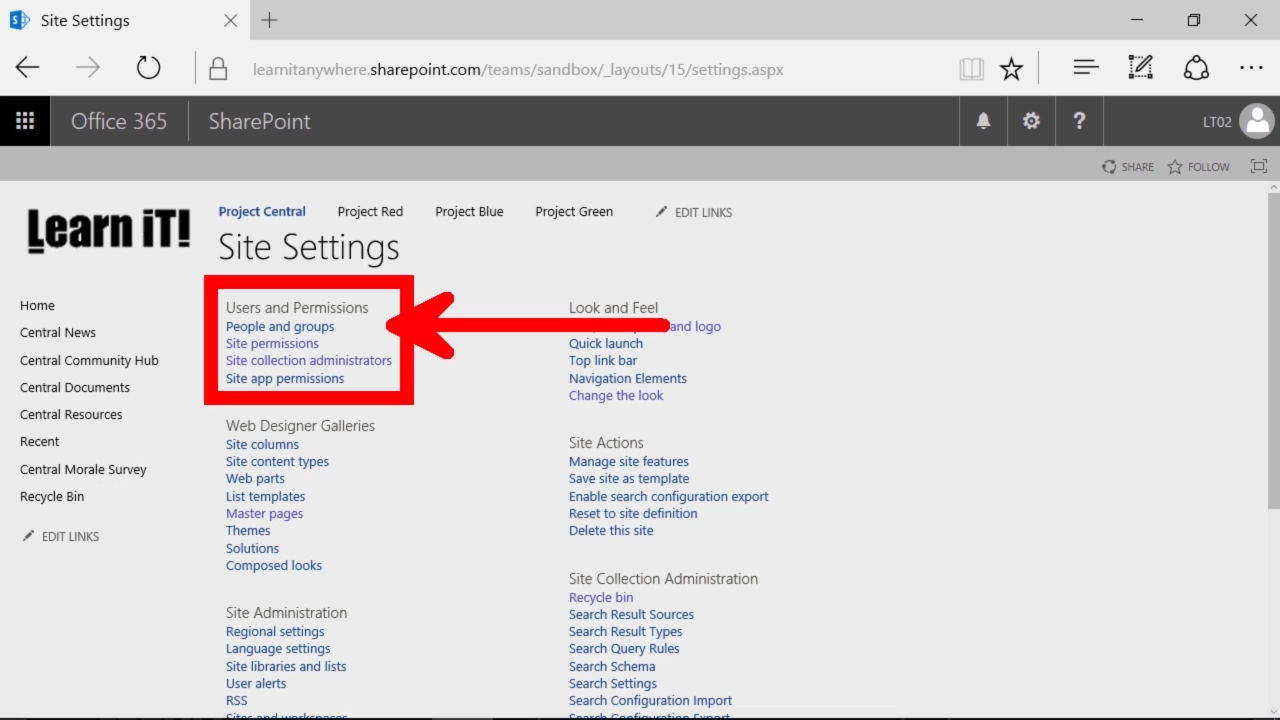 Site Settings
learnitanywhere.sharepoint.com/teams/sandbox/_layouts/15/settings.aspx
Office 365
SharePoint
?
LT02
SHARE
FOLLOW
Learn iT!
Project Central
Project Red
Project Blue
Project Green
EDIT LINKS
Site Settings
Home
Central News
Central Community Hub
Central Documents
Central Resources
Recent
Central Morale Survey
Recycle Bin
EDIT LINKS
Users and Permissions
People and groups
Site permissions
Site collection administrators
Site app permissions
Web Designer Galleries
Site columns
Site content types
Web parts
List templates
Master pages
Themes
Solutions
Composed looks
Site Administration
Regional settings
Language settings
Site libraries and lists
User alerts
RSS
Sites and workspaces
Look and Feel
and logo
Quick launch
Top link bar
Navigation Elements
Change the look
Site Actions
Manage site features
Save site as template
Enable search configuration export
Reset to site definition
Delete this site
Site Collection Administration
Recycle bin
Search Result Sources
Search Result Types
Search Query Rules
Search Schema
Search Settings
Search Configuration Import
Search Configuration Export